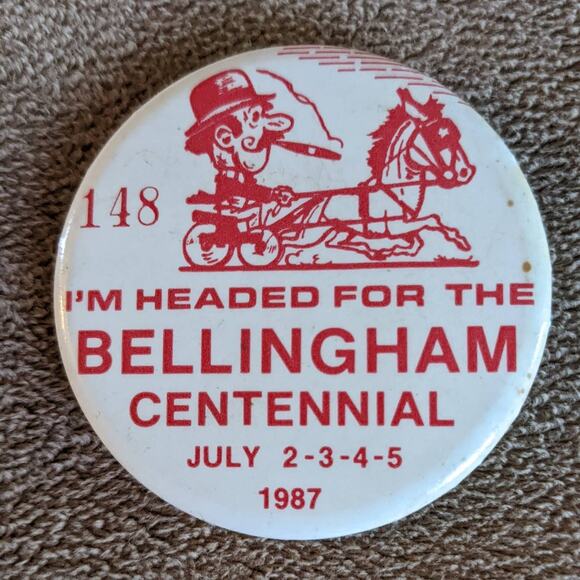 148
I'M HEADED FOR THE
BELLINGHAM
CENTENNIAL
JULY 2-3-4-5
1987